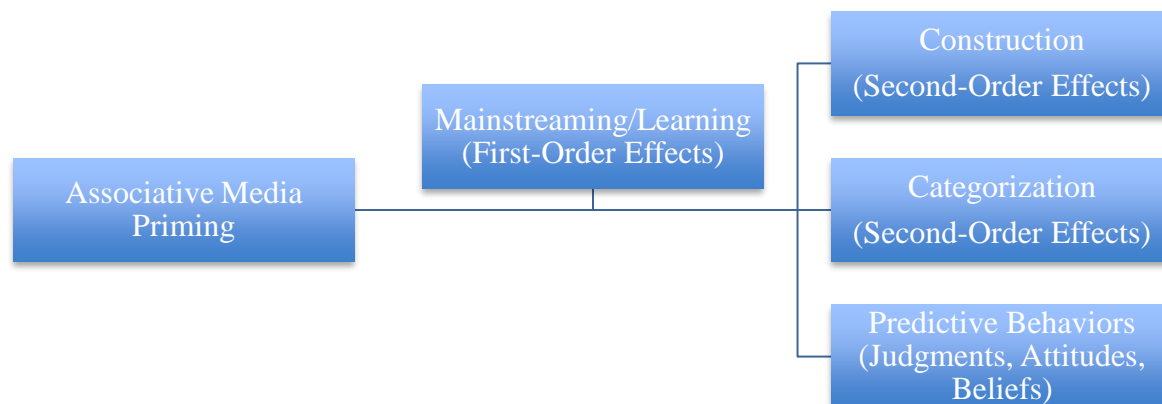 Associative Media
Priming
Mainstreaming/Learning
(First-Order Effects)
Construction
(Second-Order Effects)
Categorization
(Second-Order Effects)
Predictive Behaviors
(Judgments, Attitudes,
Beliefs)